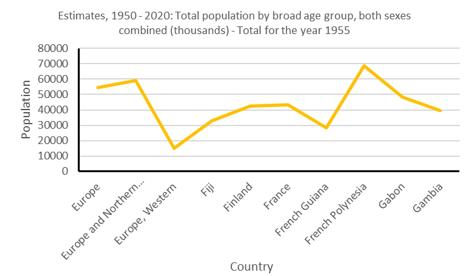 Estimates, 1950 - 2020: Total population by broad age group, both sexes
combined (thousands) - Total for the year 1955
80000
70000
60000
50000
40000
30000
20000
10000
0
Population
Europe
Europe and Northern...
Europe, Western
Fiji
Finland
France
French Guiana
French Polynesia
Gabon
Gambia
Country